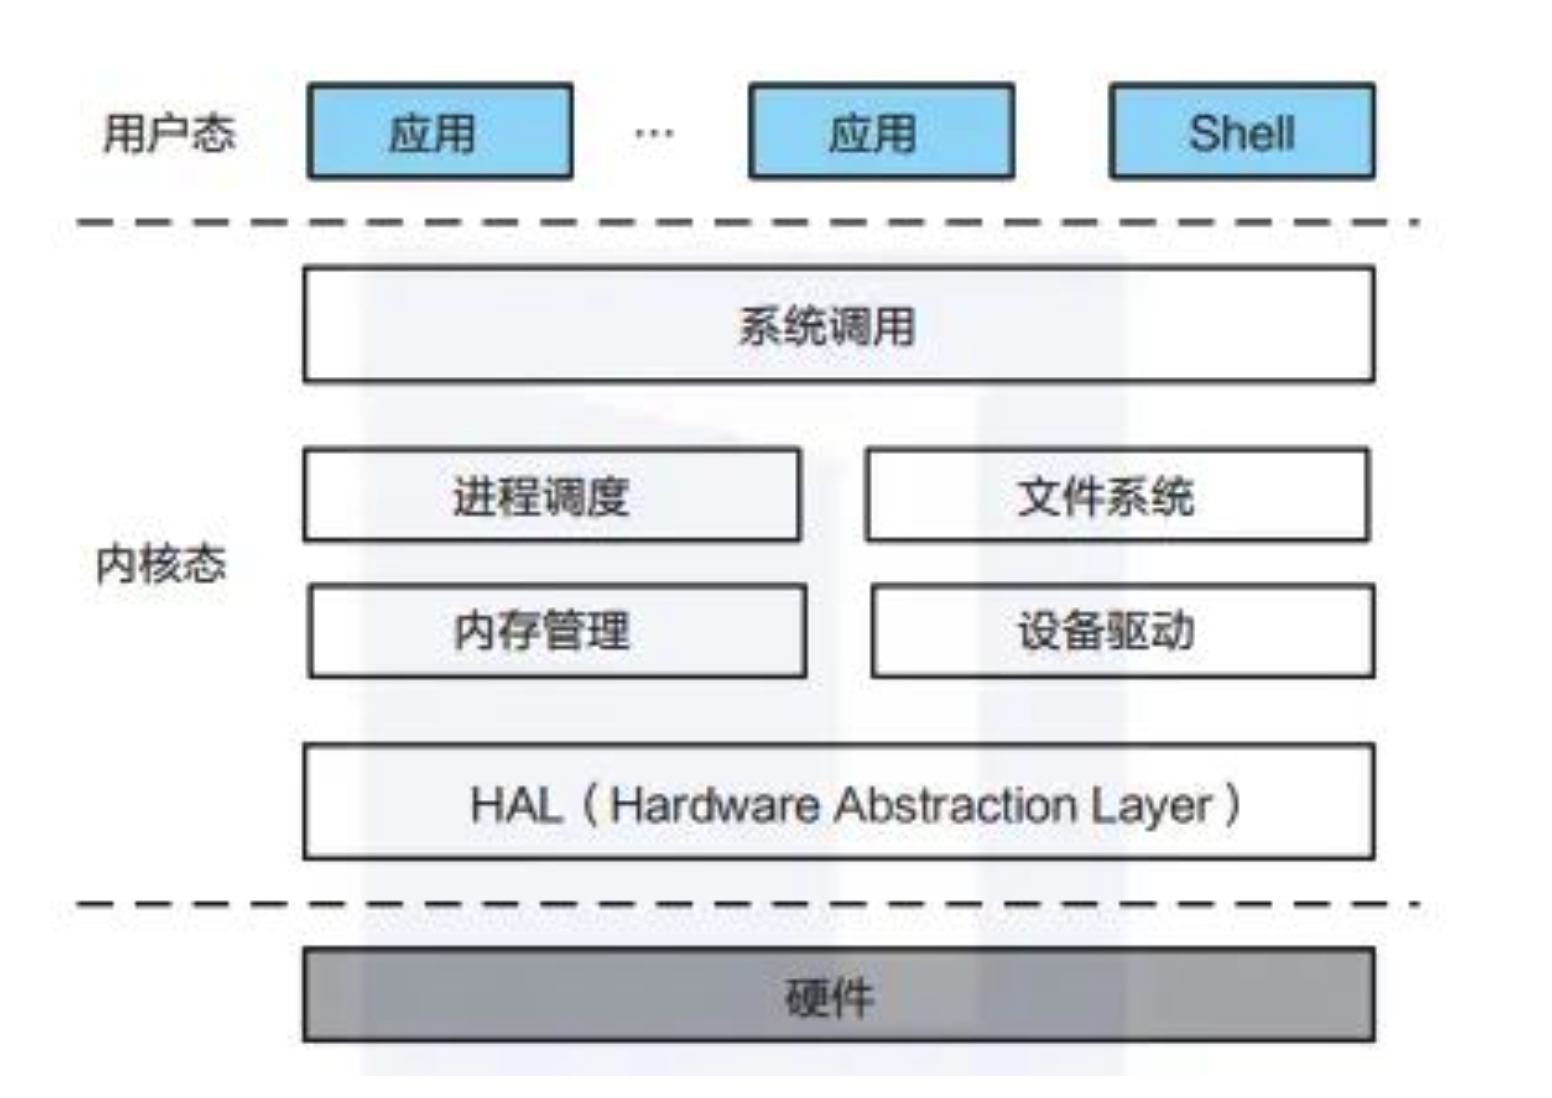 用户态 应用 … 应用 Shell
系统调用
进程调度 文件系统
内核态
内存管理 设备驱动
HAL（Hardware Abstraction Layer）
硬件